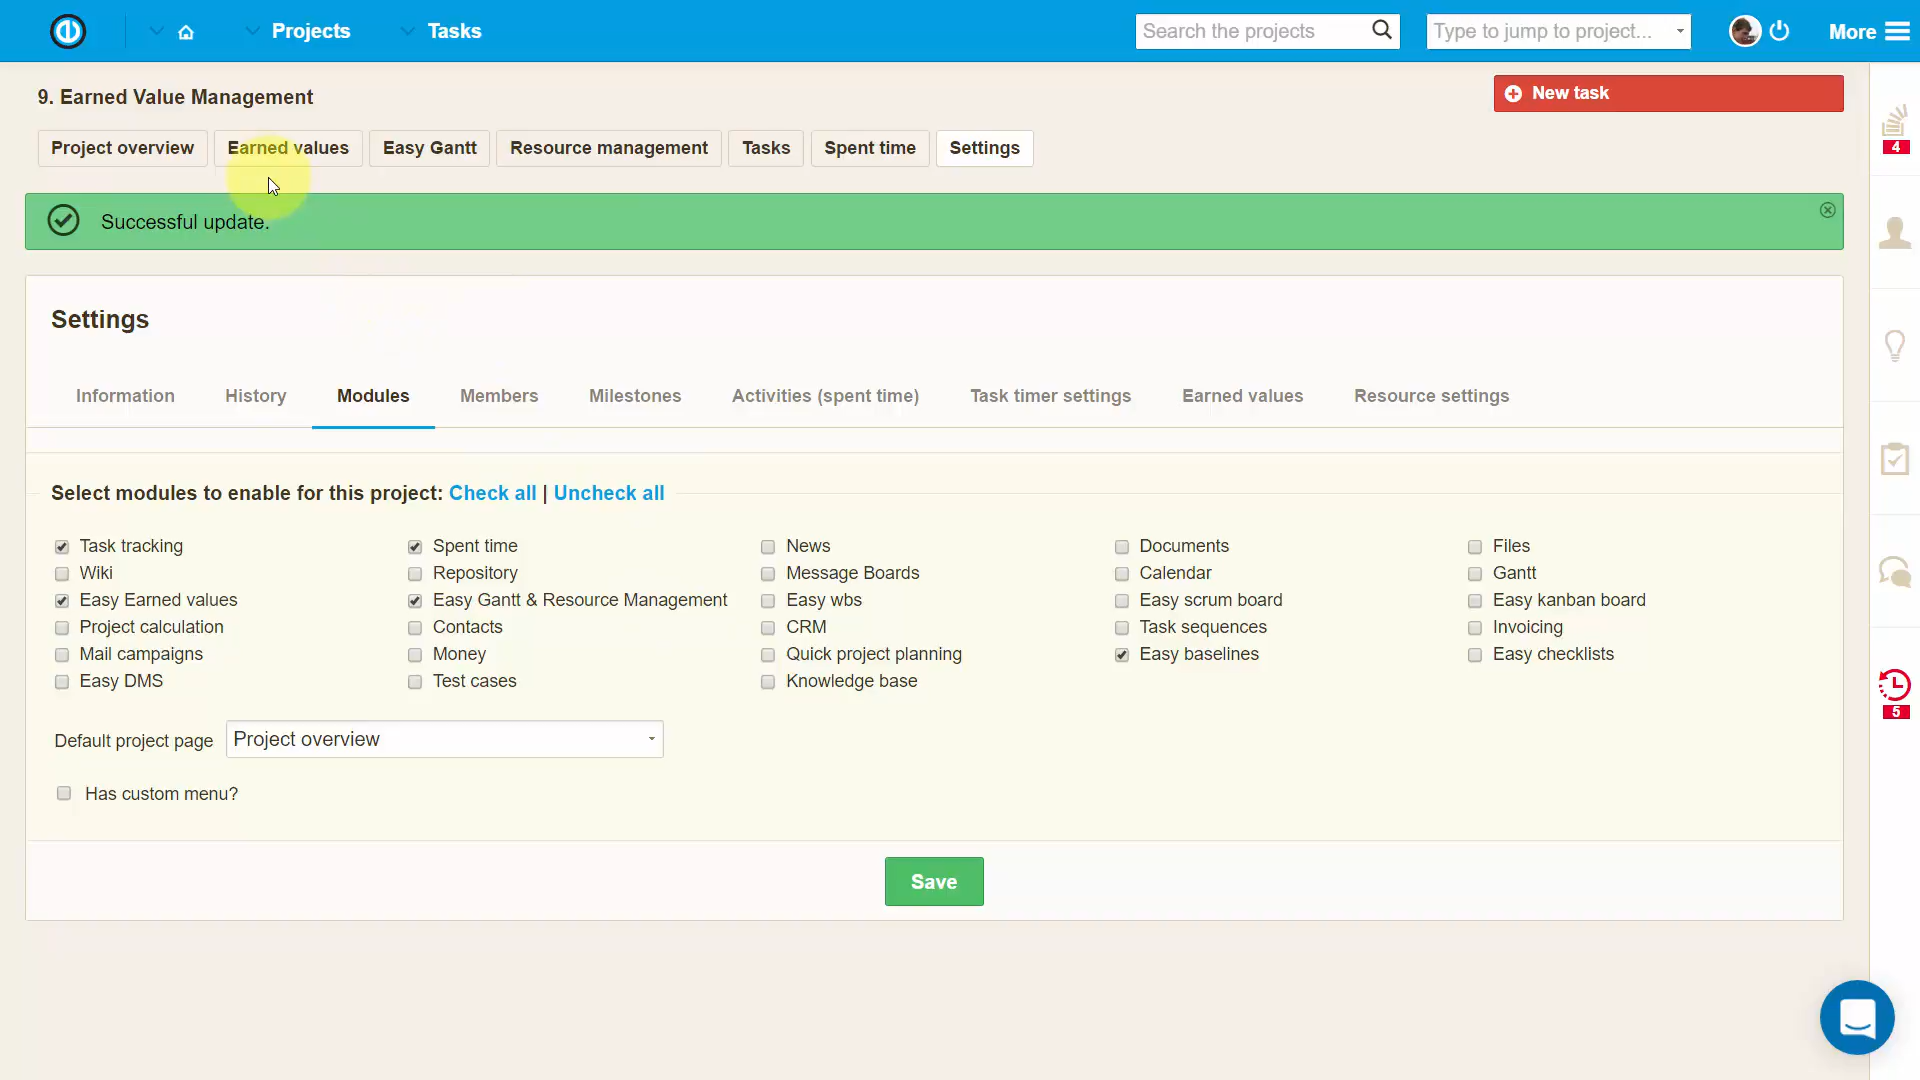 Projects
Tasks
Search the projects
Type to jump to project...
More
9. Earned Value Management
New task
Project overview
Earned values
Easy Gantt
Resource management
Tasks
Spent time
Settings
4
Successful update.
Settings
Information
History
Modules
Members
Milestones
Activities (spent time)
Task timer settings
Earned values
Resource settings
Select modules to enable for this project: Check all | Uncheck all
Task tracking
Spent time
News
Documents
Files
Wiki
Repository
Message Boards
Calendar
Gantt
Easy Earned values
Easy Gantt & Resource Management
Easy wbs
Easy scrum board
Easy kanban board
Project calculation
Contacts
CRM
Task sequences
Invoicing
Mail campaigns
Money
Quick project planning
Easy baselines
Easy checklists
Easy DMS
Test cases
Knowledge base
5
Default project page
Project overview
Has custom menu?
Save